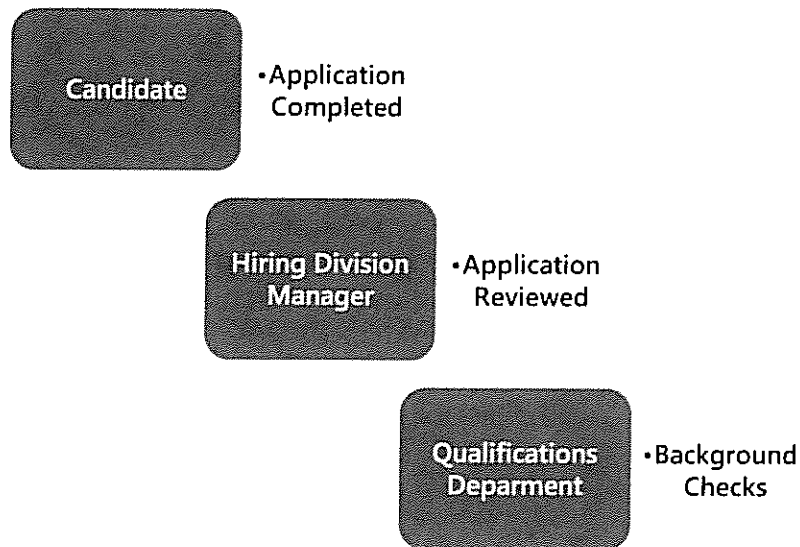 Candidate
•Application
Completed
Hiring Division
Manager
•Application
Reviewed
Qualifications
Deparment
•Background
Checks